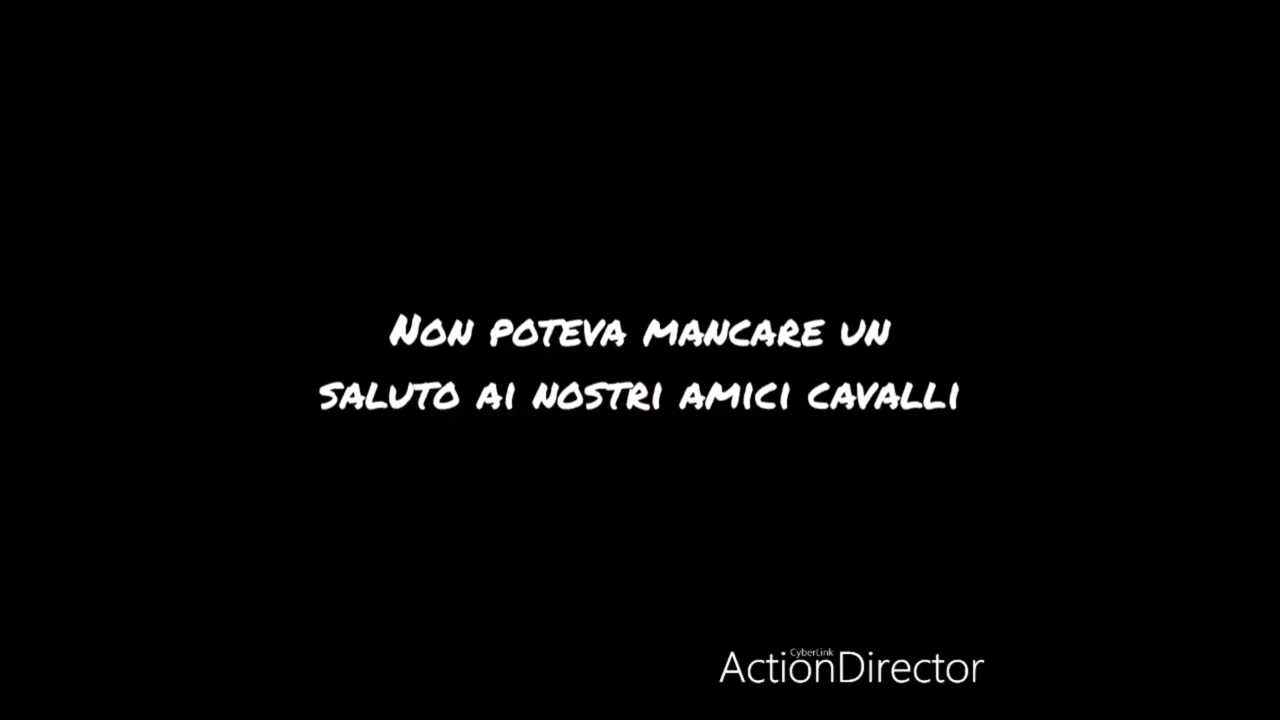 Non poteva mancare un
saluto ai nostri amici cavalli
CyberLink
ActionDirector